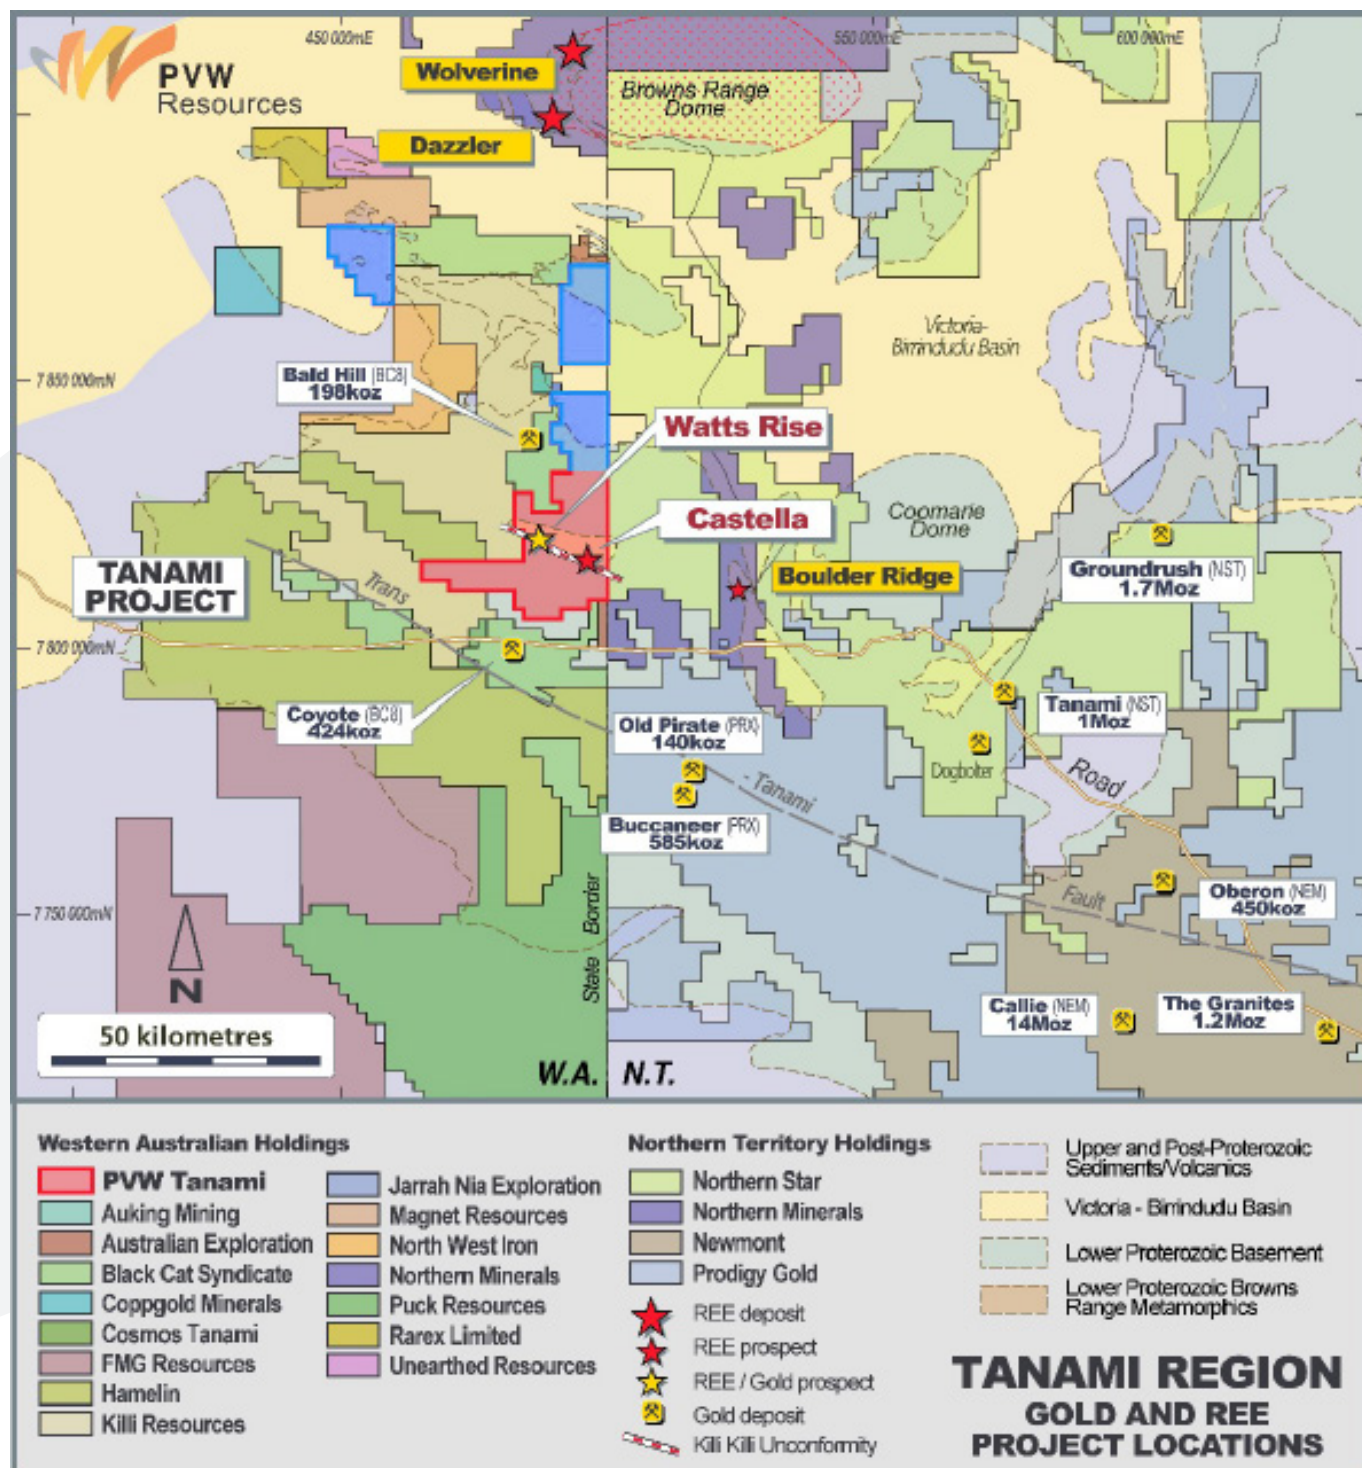 PVW
Resources
450 000mE
550 000mE
600 000mE
Wolverine
Dazzler
Browns Range
Dome
Victoria-
Birrindudu Basin
7 850 000mN
Bald Hill (BC8)
198koz
Watts Rise
Castella
Coomarie
Dome
TANAMI
PROJECT
Trans
Boulder Ridge
Groundrush (NST)
1.7Moz
7 800 000mN
Coyote (BC8)
424koz
Old Pirate (PRX)
140koz
Tanami (NST)
1Moz
Dogbolter
Road
-Tanami
Buccaneer (PRX)
585koz
Fault
Oberon (NEM)
450koz
7 750 000mN
State Border
N
Callie (NEM)
14Moz
The Granites
1.2Moz
50 kilometres
W.A. N.T.
Western Australian Holdings
PVW Tanami
Auking Mining
Australian Exploration
Black Cat Syndicate
Coppgold Minerals
Cosmos Tanami
FMG Resources
Hamelin
Killi Resources
Jarrah Nia Exploration
Magnet Resources
North West Iron
Northern Minerals
Puck Resources
Rarex Limited
Unearthed Resources
Northern Territory Holdings
Northern Star
Northern Minerals
Newmont
Prodigy Gold
REE deposit
REE prospect
REE / Gold prospect
Gold deposit
Killi Killi Unconformity
Upper and Post-Proterozoic
Sediments/Volcanics
Victoria - Birrindudu Basin
Lower Proterozoic Basement
Lower Proterozoic Browns
Range Metamorphics
TANAMI REGION
GOLD AND REE
PROJECT LOCATIONS